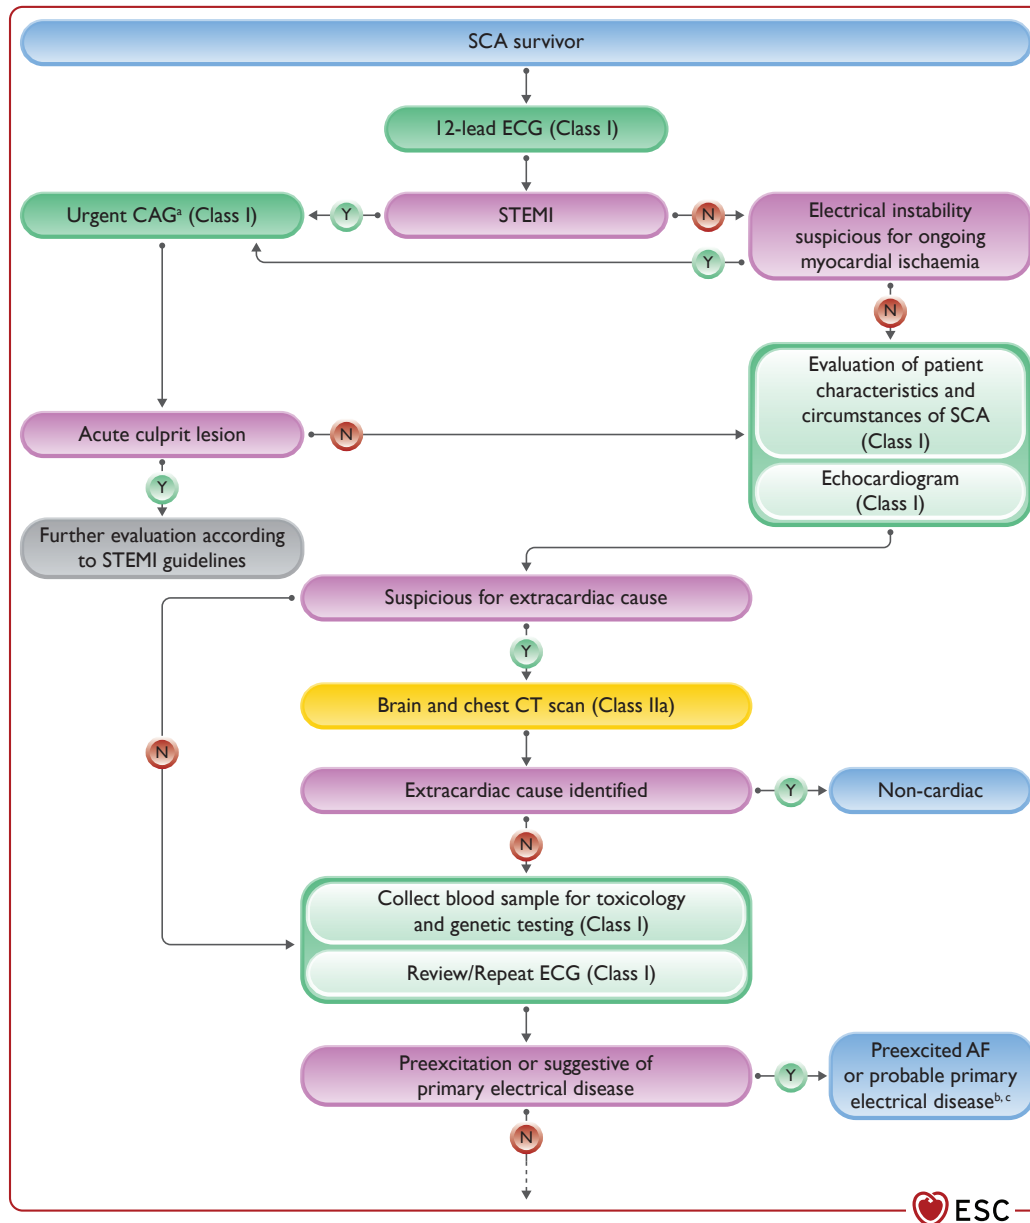 SCA survivor
12-lead ECG (Class I)
Urgent CAGᵃ (Class I)
Y
STEMI
N
Electrical instability
suspicious for ongoing
myocardial ischaemia
Y
N
Evaluation of patient
characteristics and
circumstances of SCA
(Class I)
Echocardiogram
(Class I)
Acute culprit lesion
N
Y
Further evaluation according
to STEMI guidelines
Suspicious for extracardiac cause
Y
Brain and chest CT scan (Class IIa)
N
Extracardiac cause identified
Y
Non-cardiac
N
Collect blood sample for toxicology
and genetic testing (Class I)
Review/Repeat ECG (Class I)
Preexcitation or suggestive of
primary electrical disease
Y
Preexcited AF
or probable primary
electrical diseaseᵇ,ᶜ
N
ESC